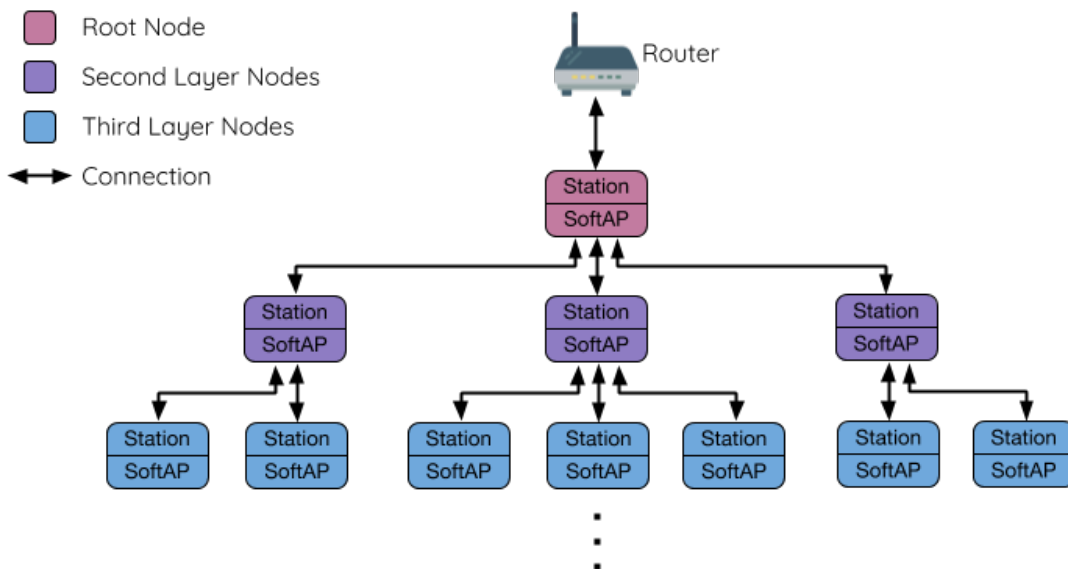 Root Node
Second Layer Nodes
Third Layer Nodes
Connection
Router
Station
SoftAP
Station
SoftAP
Station
SoftAP
Station
SoftAP
Station
SoftAP
Station
SoftAP
Station
SoftAP
Station
SoftAP
Station
SoftAP
Station
SoftAP
Station
SoftAP